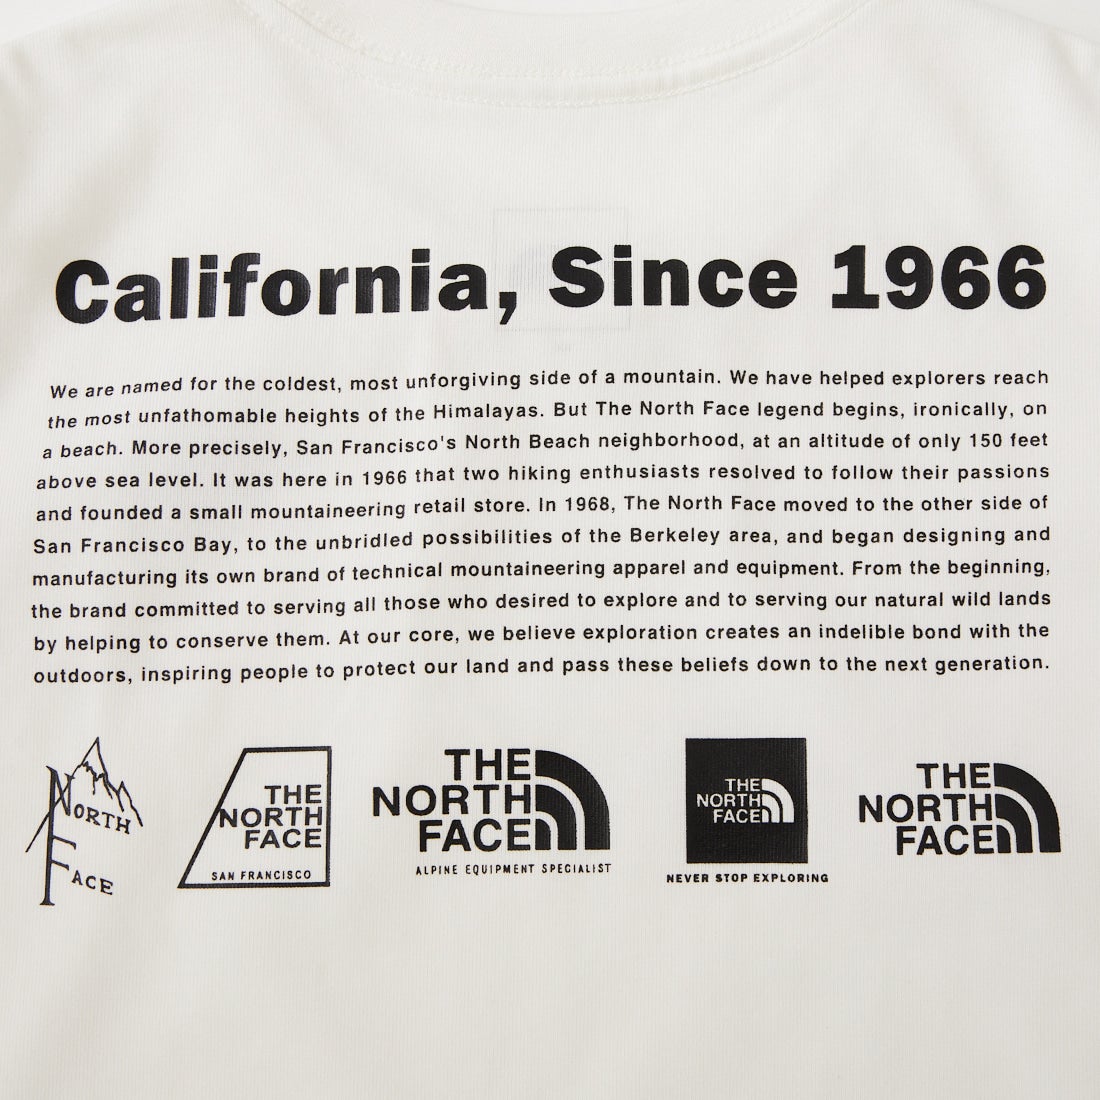 California, Since 1966
We are named for the coldest, most unforgiving side of a mountain. We have helped explorers reach
the most unfathomable heights of the Himalayas. But The North Face legend begins, ironically, on
a beach. More precisely, San Francisco's North Beach neighborhood, at an altitude of only 150 feet
above sea level. It was here in 1966 that two hiking enthusiasts resolved to follow their passions
and founded a small mountaineering retail store. In 1968, The North Face moved to the other side of
San Francisco Bay, to the unbridled possibilities of the Berkeley area, and began designing and
manufacturing its own brand of technical mountaineering apparel and equipment. From the beginning,
the brand committed to serving all those who desired to explore and to serving our natural wild lands
by helping to conserve them. At our core, we believe exploration creates an indelible bond with the
outdoors, inspiring people to protect our land and pass these beliefs down to the next generation.
NORTH
FACE
THE
NORTH
FACE
SAN FRANCISCO
THE
NORTH
FACE
ALPINE EQUIPMENT SPECIALIST
THE
NORTH
FACE
NEVER STOP EXPLORING
THE
NORTH
FACE